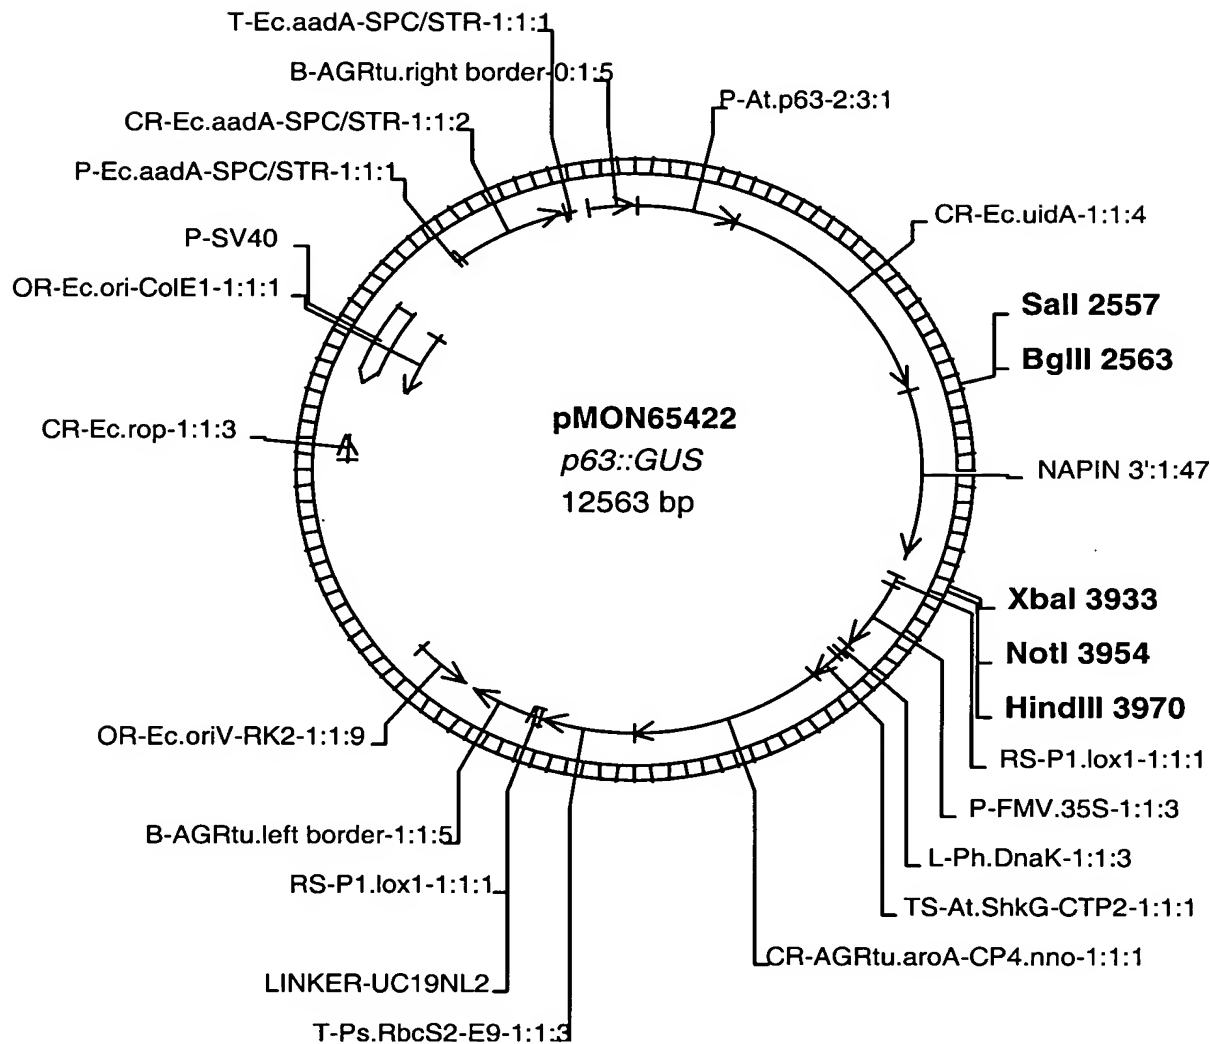 T-Ec.aadA-SPC/STR-1:1:1
B-AGRtu.right border-0:1:5
P-At.p63-2:3:1
CR-Ec.aadA-SPC/STR-1:1:2
P-Ec.aadA-SPC/STR-1:1:1
CR-Ec.uidA-1:1:4
P-SV40
OR-Ec.ori-ColE1-1:1:1
SalI 2557
BglII 2563
pMON65422
CR-Ec.rop-1:1:3
p63::GUS
NAPIN 3':1:47
12563 bp
XbaI 3933
NotI 3954
HindIII 3970
OR-Ec.oriV-RK2-1:1:9
RS-P1.lox1-1:1:1
P-FMV.35S-1:1:3
B-AGRtu.left border-1:1:5
L-Ph.DnaK-1:1:3
RS-P1.lox1-1:1:1
TS-At.ShkG-CTP2-1:1:1
CR-AGRtu.aroA-CP4.nno-1:1:1
LINKER-UC19NL2
T-Ps.RbcS2-E9-1:1:3